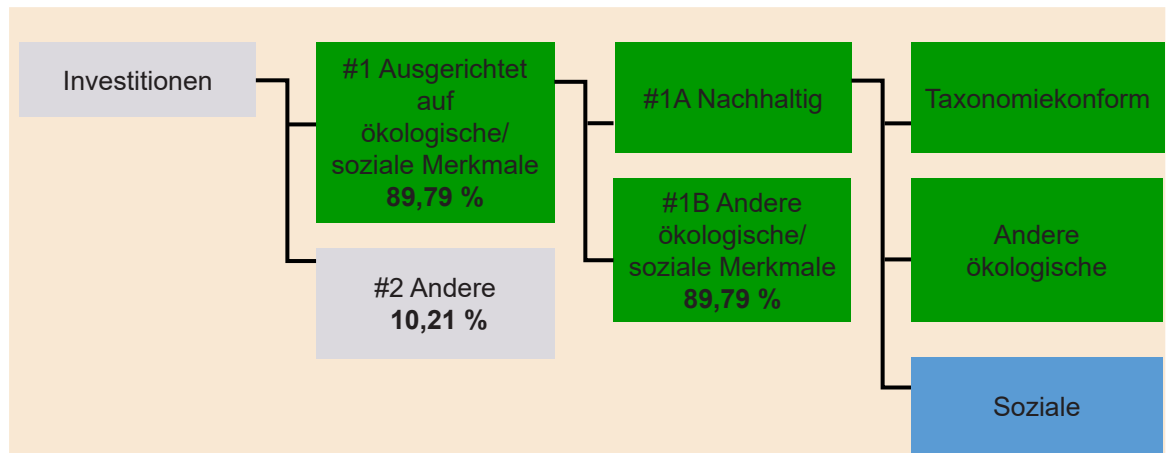 Investitionen
#1 Ausgerichtet
auf
ökologische/
soziale Merkmale
89,79 %
#2 Andere
10,21 %
#1A Nachhaltig
#1B Andere
ökologische/
soziale Merkmale
89,79 %
Taxonomiekonform
Andere
ökologische
Soziale